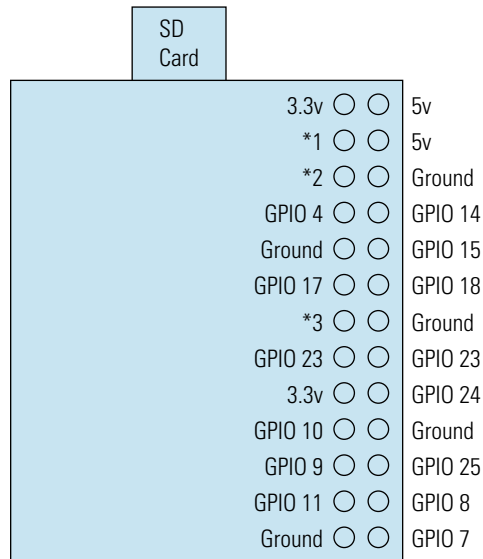 SD
Card
3.3v 5v
*1 5v
*2 Ground
GPIO 4 GPIO 14
Ground GPIO 15
GPIO 17 GPIO 18
*3 Ground
GPIO 23 GPIO 23
3.3v GPIO 24
GPIO 10 Ground
GPIO 9 GPIO 25
GPIO 11 GPIO 8
Ground GPIO 7